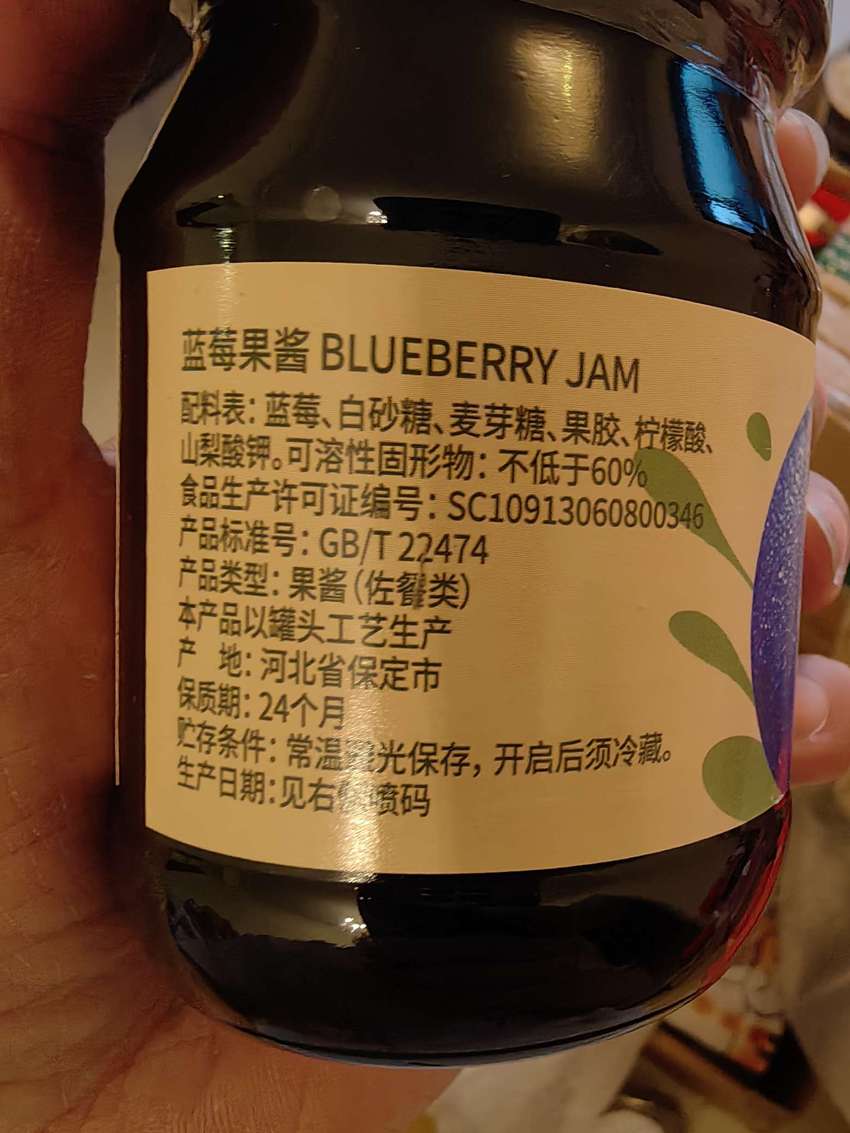 蓝莓果酱 BLUEBERRY JAM
配料表：蓝莓、白砂糖、麦芽糖、果胶、柠檬酸、
山梨酸钾。可溶性固形物：不低于60%
食品生产许可证编号：SC10913060800346
产品标准号：GB/T 22474
产品类型：果酱（佐餐类）
本产品以罐头工艺生产
产 地：河北省保定市
保质期：24个月
贮存条件：常温避光保存，开启后须冷藏。
生产日期：见右侧喷码